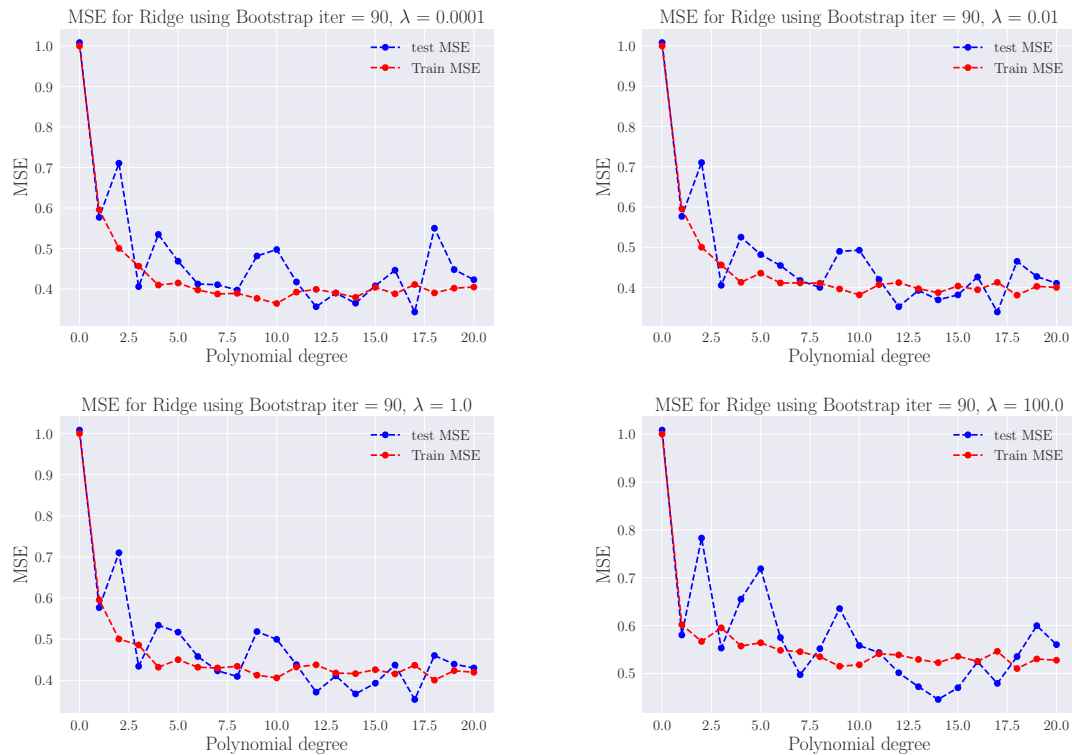 MSE for Ridge using Bootstrap iter = 90, λ = 0.0001
1.0
0.9
0.8
0.7
0.6
0.5
0.4
MSE
test MSE
Train MSE
0.0 2.5 5.0 7.5 10.0 12.5 15.0 17.5 20.0
Polynomial degree
MSE for Ridge using Bootstrap iter = 90, λ = 0.01
1.0
0.9
0.8
0.7
0.6
0.5
0.4
MSE
test MSE
Train MSE
0.0 2.5 5.0 7.5 10.0 12.5 15.0 17.5 20.0
Polynomial degree
MSE for Ridge using Bootstrap iter = 90, λ = 1.0
1.0
0.9
0.8
0.7
0.6
0.5
0.4
MSE
test MSE
Train MSE
0.0 2.5 5.0 7.5 10.0 12.5 15.0 17.5 20.0
Polynomial degree
MSE for Ridge using Bootstrap iter = 90, λ = 100.0
1.0
0.9
0.8
0.7
0.6
0.5
MSE
test MSE
Train MSE
0.0 2.5 5.0 7.5 10.0 12.5 15.0 17.5 20.0
Polynomial degree